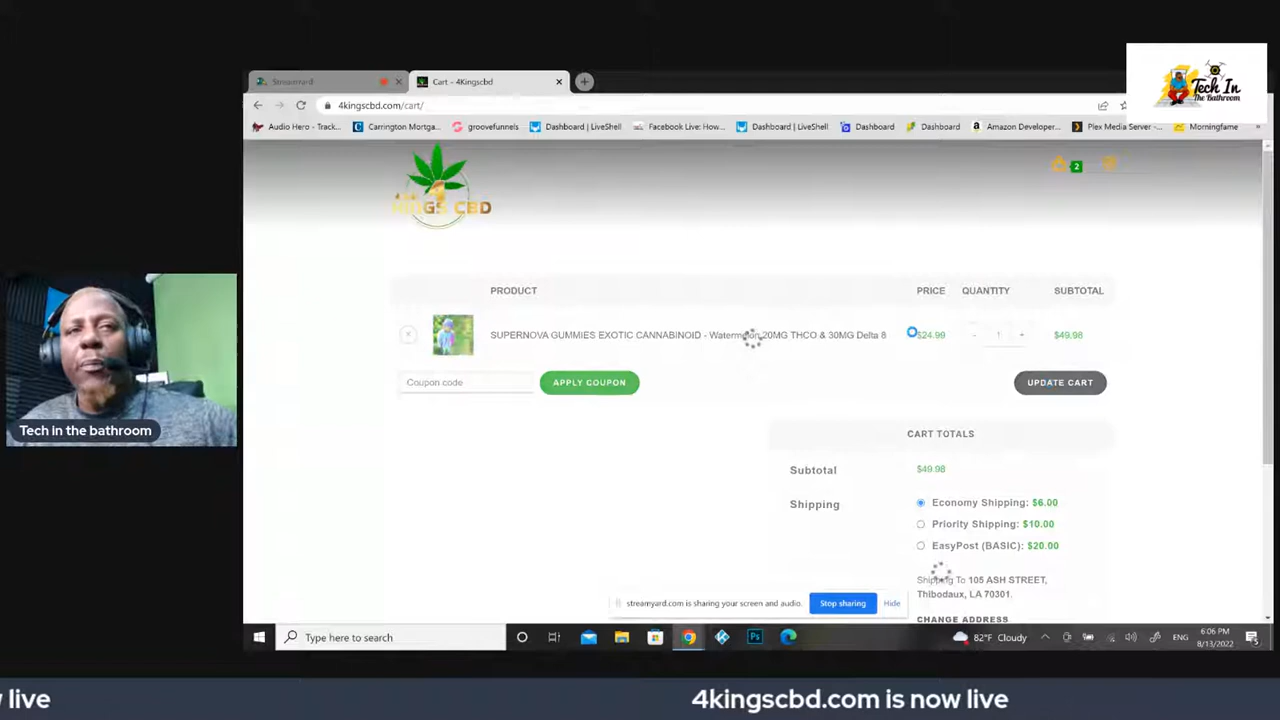 Tech In
The Bathroom
StreamYard
Cart - 4Kingscbd
4kingscbd.com/cart/
Audio Hero - Track...
Carrington Mortga...
groovefunnels
Dashboard | LiveShell
Facebook Live: How...
Dashboard | LiveShell
Dashboard
Dashboard
Amazon Developer...
Plex Media Server -...
Morningfame
2
KINGS CBD
PRODUCT PRICE QUANTITY SUBTOTAL
SUPERNOVA GUMMIES EXOTIC CANNABINOID - Watermelon 20MG THCO & 30MG Delta 8 $24.99 - 1 + $49.98
Coupon code APPLY COUPON UPDATE CART
CART TOTALS
Subtotal $49.98
Shipping Economy Shipping: $6.00
Priority Shipping: $10.00
EasyPost (BASIC): $20.00
Shipping To 105 ASH STREET,
Thibodaux, LA 70301.
CHANGE ADDRESS
streamyard.com is sharing your screen and audio. Stop sharing Hide
Tech in the bathroom
Type here to search
Ps
82°F Cloudy
ENG
6:06 PM
8/13/2022
live
4kingscbd.com is now live